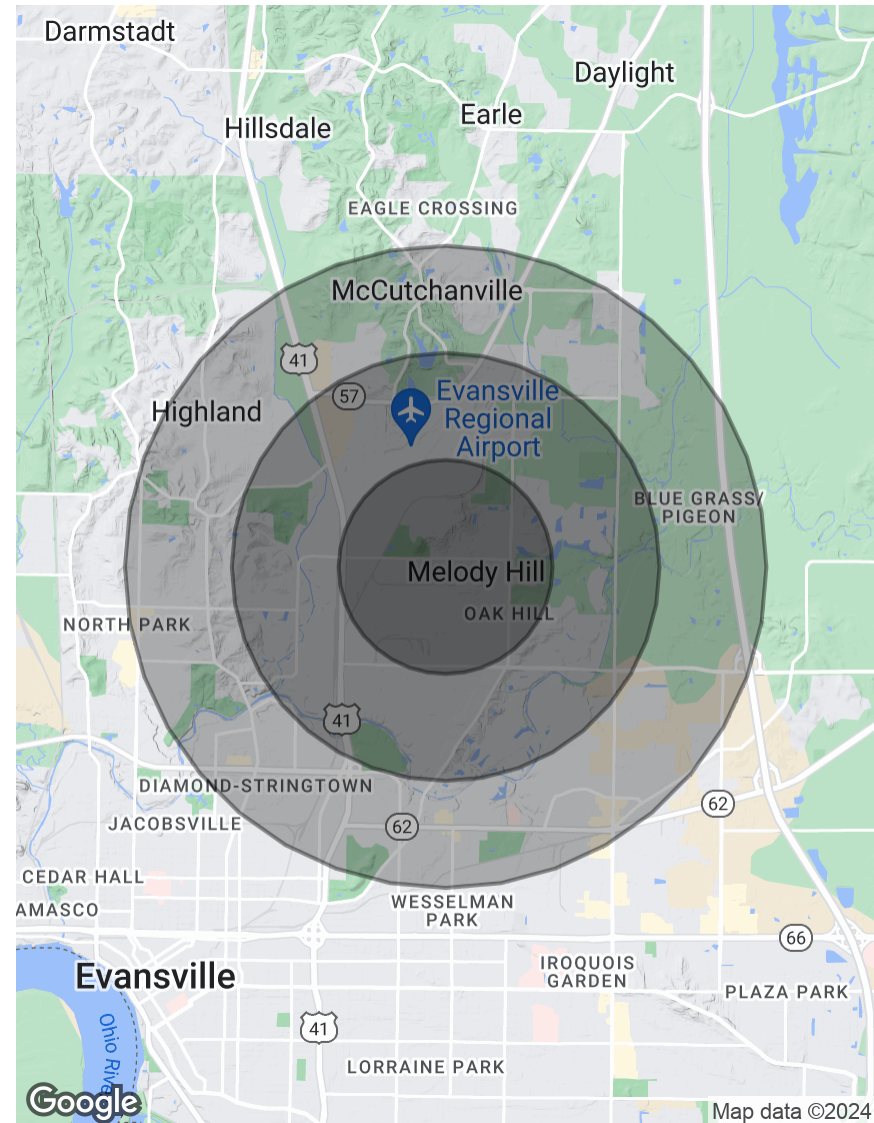 Darmstadt
Daylight
Hillsdale
Earle
EAGLE CROSSING
McCutchanville
41
57
Evansville
Regional
Airport
Highland
BLUE GRASS/
PIGEON
Melody Hill
OAK HILL
NORTH PARK
41
DIAMOND-STRINGTOWN
62
JACOBSVILLE
62
CEDAR HALL
AMASCO
WESSELMAN
PARK
66
Evansville
IROQUOIS
GARDEN
PLAZA PARK
Ohio Rive
41
LORRAINE PARK
Google
Map data ©2024